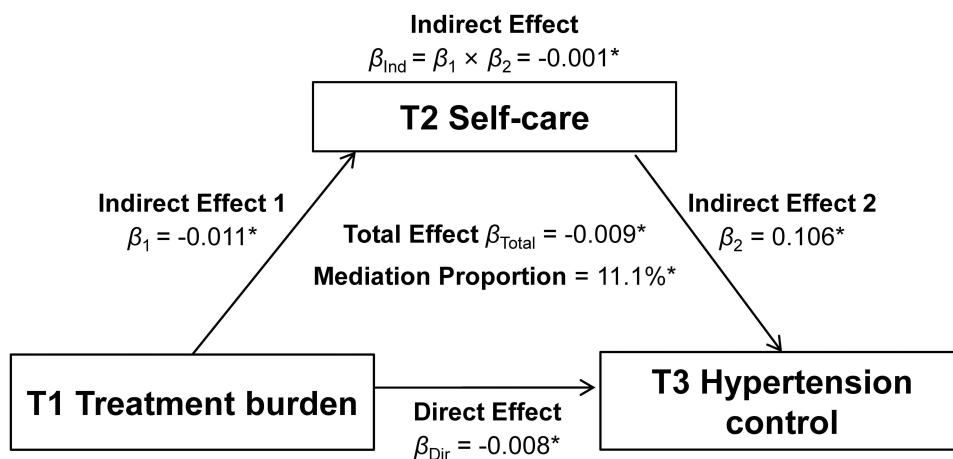 Indirect Effect
βInd = β1 × β2 = -0.001*
T2 Self-care
Indirect Effect 1
β1 = -0.011*
Indirect Effect 2
β2 = 0.106*
Total Effect βTotal = -0.009*
Mediation Proportion = 11.1%*
T1 Treatment burden
Direct Effect
βDir = -0.008*
T3 Hypertension
control